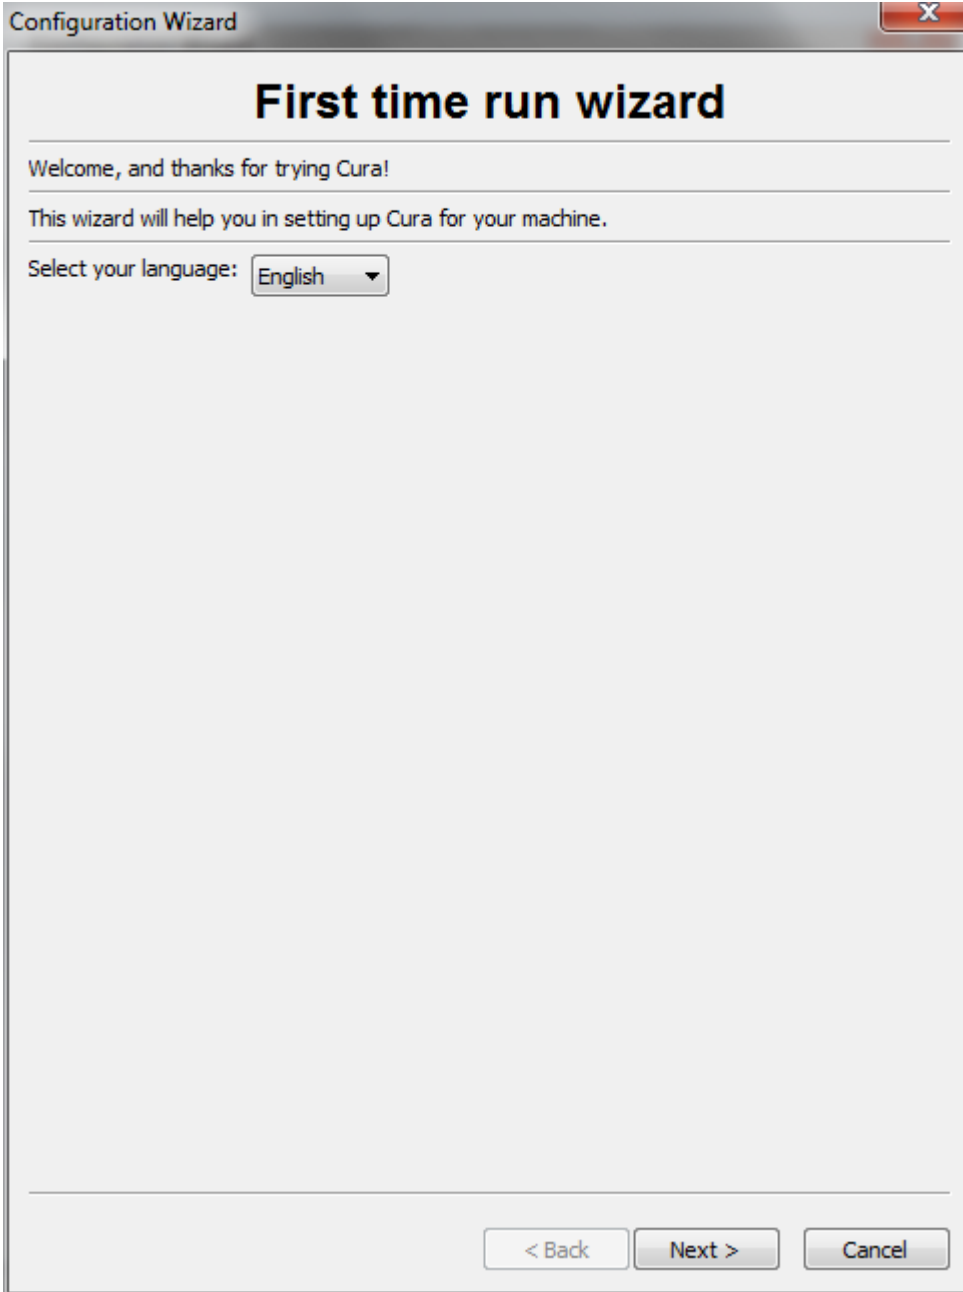 Configuration Wizard
First time run wizard
Welcome, and thanks for trying Cura!
This wizard will help you in setting up Cura for your machine.
Select your language: English
< Back Next > Cancel